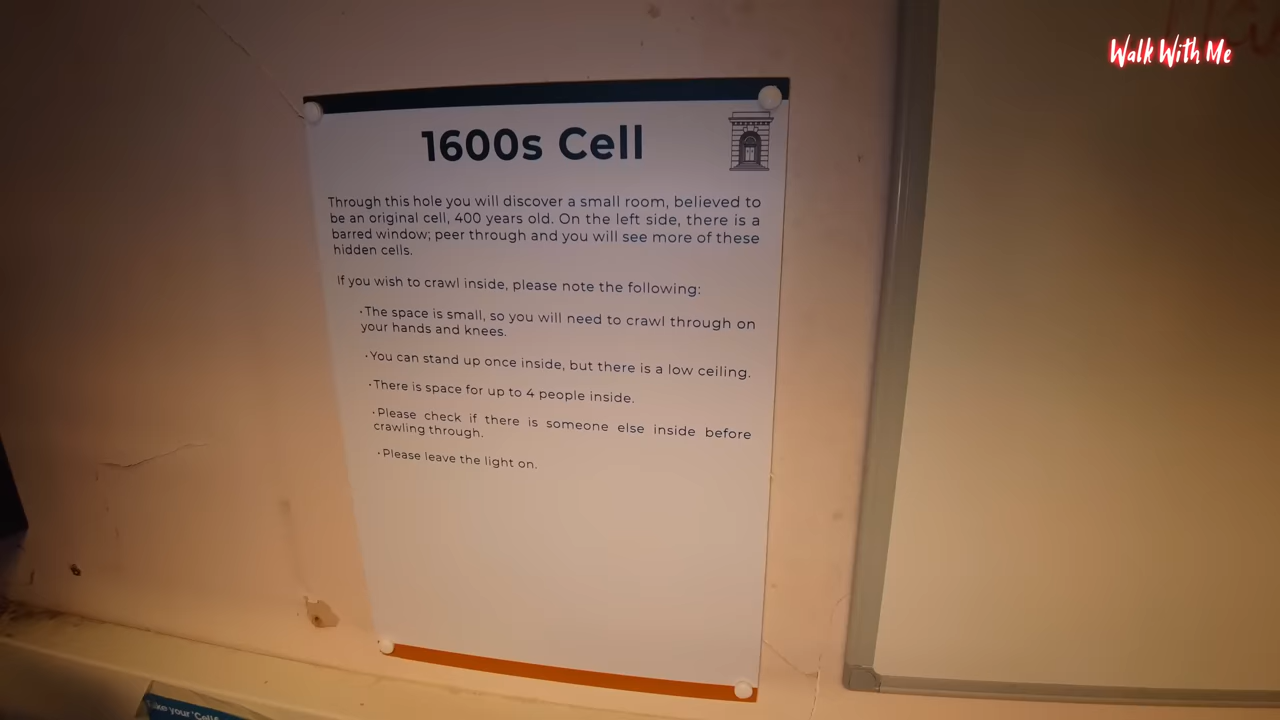 Walk With Me
1600s Cell
Through this hole you will discover a small room, believed to
be an original cell, 400 years old. On the left side, there is a
barred window; peer through and you will see more of these
hidden cells.
If you wish to crawl inside, please note the following:
·The space is small, so you will need to crawl through on
your hands and knees.
·You can stand up once inside, but there is a low ceiling.
·There is space for up to 4 people inside.
·Please check if there is someone else inside before
crawling through.
·Please leave the light on.
Take your 'Cell